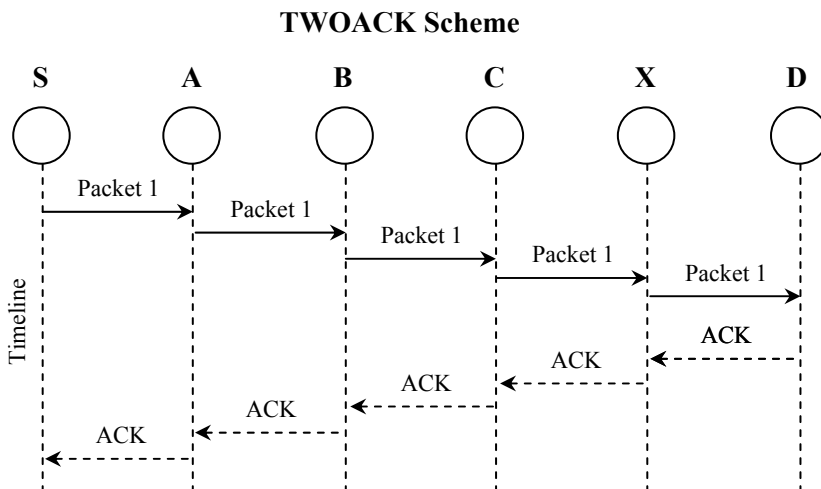 TWOACK Scheme
S A B C X D
Packet 1
Packet 1
Packet 1
Packet 1
Packet 1
Timeline
ACK
ACK
ACK
ACK
ACK